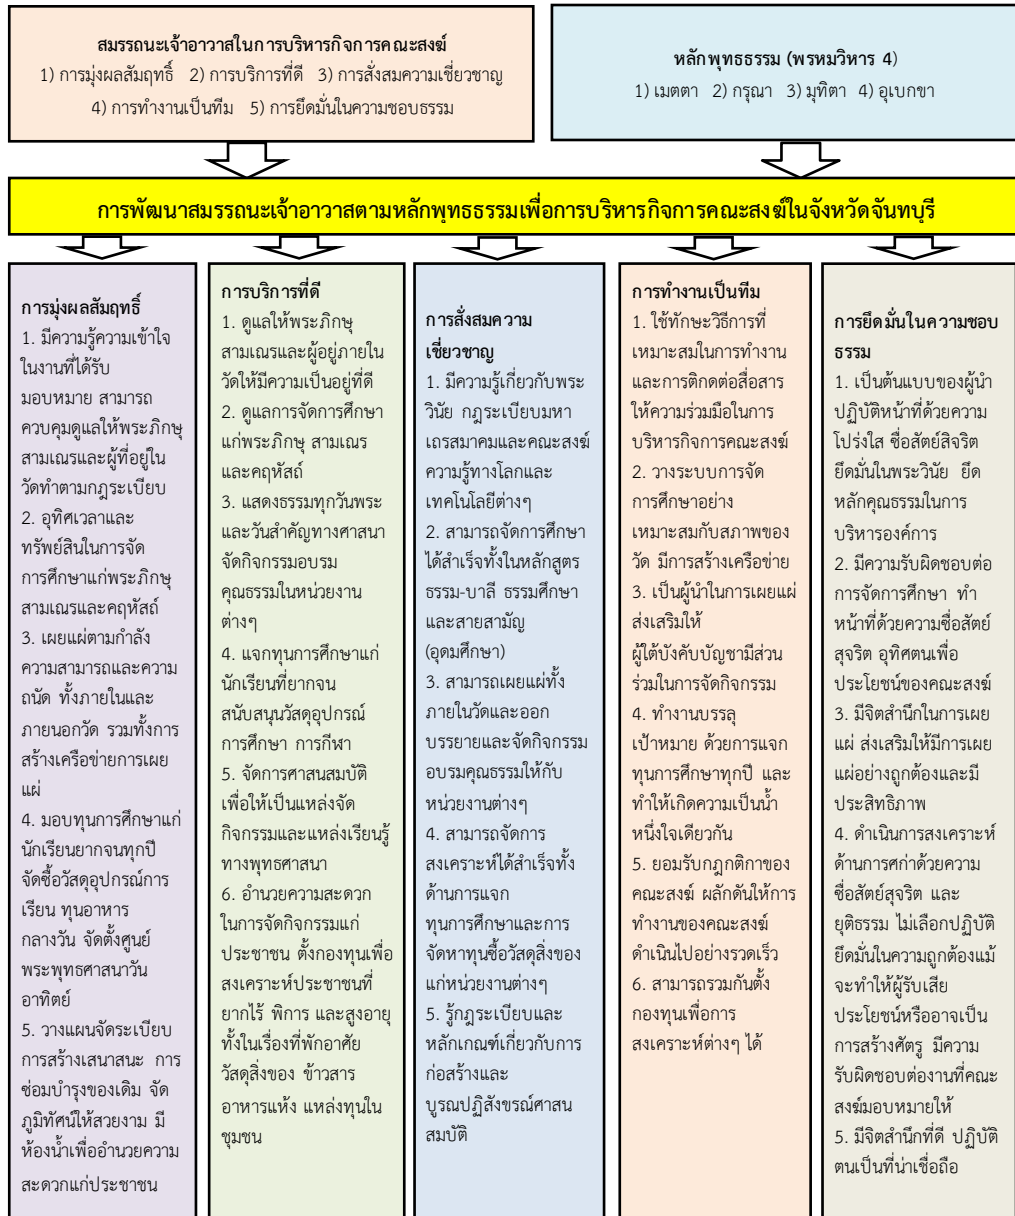 สมรรถนะเจ้าอาวาสในการบริหารกิจการคณะสงฆ์
1) การมุ่งผลสัมฤทธิ์ 2) การบริการที่ดี 3) การสั่งสมความเชี่ยวชาญ
4) การทำงานเป็นทีม 5) การยึดมั่นในความชอบธรรม
หลักพุทธธรรม (พรหมวิหาร 4)
1) เมตตา 2) กรุณา 3) มุทิตา 4) อุเบกขา
การพัฒนาสมรรถนะเจ้าอาวาสตามหลักพุทธธรรมเพื่อการบริหารกิจการคณะสงฆ์ในจังหวัดจันทบุรี
การมุ่งผลสัมฤทธิ์
1. มีความรู้ความเข้าใจ
ในงานที่ได้รับ
มอบหมาย สามารถ
ควบคุมดูแลให้พระภิกษุ
สามเณรและผู้ที่อยู่ใน
วัดทำตามกฎระเบียบ
2. อุทิศเวลาและ
ทรัพย์สินในการจัด
การศึกษาแก่พระภิกษุ
สามเณรและคฤหัสถ์
3. เผยแผ่ตามกำลัง
ความสามารถและความ
ถนัด ทั้งภายในและ
ภายนอกวัด รวมทั้งการ
สร้างเครือข่ายการเผย
แผ่
4. มอบทุนการศึกษาแก่
นักเรียนยากจนทุกปี
จัดซื้อวัสดุอุปกรณ์การ
เรียน ทุนอาหาร
กลางวัน จัดตั้งศูนย์
พระพุทธศาสนาวัน
อาทิตย์
5. วางแผนจัดระเบียบ
การสร้างเสนาสนะ การ
ซ่อมบำรุงของเดิม จัด
ภูมิทัศน์ให้สวยงาม มี
ห้องน้ำเพื่ออำนวยความ
สะดวกแก่ประชาชน
การบริการที่ดี
1. ดูแลให้พระภิกษุ
สามเณรและผู้อยู่ภายใน
วัดให้มีความเป็นอยู่ที่ดี
2. ดูแลการจัดการศึกษา
แก่พระภิกษุ สามเณร
และคฤหัสถ์
3. แสดงธรรมทุกวันพระ
และวันสำคัญทางศาสนา
จัดกิจกรรมอบรม
คุณธรรมในหน่วยงาน
ต่างๆ
4. แจกทุนการศึกษาแก่
นักเรียนที่ยากจน
สนับสนุนวัสดุอุปกรณ์
การศึกษา การกีฬา
5. จัดการศาสนสมบัติ
เพื่อให้เป็นแหล่งจัด
กิจกรรมและแหล่งเรียนรู้
ทางพุทธศาสนา
6. อำนวยความสะดวก
ในการจัดกิจกรรมแก่
ประชาชน ตั้งกองทุนเพื่อ
สงเคราะห์ประชาชนที่
ยากไร้ พิการ และสูงอายุ
ทั้งในเรื่องที่พักอาศัย
วัสดุสิ่งของ ข้าวสาร
อาหารแห้ง แหล่งทุนใน
ชุมชน
การสั่งสมความ
เชี่ยวชาญ
1. มีความรู้เกี่ยวกับพระ
วินัย กฎระเบียบมหา
เถรสมาคมและคณะสงฆ์
ความรู้ทางโลกและ
เทคโนโลยีต่างๆ
2. สามารถจัดการศึกษา
ได้สำเร็จทั้งในหลักสูตร
ธรรม-บาลี ธรรมศึกษา
และสายสามัญ
(อุดมศึกษา)
3. สามารถเผยแผ่ทั้ง
ภายในวัดและออก
บรรยายและจัดกิจกรรม
อบรมคุณธรรมให้กับ
หน่วยงานต่างๆ
4. สามารถจัดการ
สงเคราะห์ได้สำเร็จทั้ง
ด้านการแจก
ทุนการศึกษาและการ
จัดหาทุนซื้อวัสดุสิ่งของ
แก่หน่วยงานต่างๆ
5. รู้กฎระเบียบและ
หลักเกณฑ์เกี่ยวกับการ
ก่อสร้างและ
บูรณปฏิสังขรณ์ศาสน
สมบัติ
การทำงานเป็นทีม
1. ใช้ทักษะวิธีการที่
เหมาะสมในการทำงาน
และการติกดต่อสื่อสาร
ให้ความร่วมมือในการ
บริหารกิจการคณะสงฆ์
2. วางระบบการจัด
การศึกษาอย่าง
เหมาะสมกับสภาพของ
วัด มีการสร้างเครือข่าย
3. เป็นผู้นำในการเผยแผ่
ส่งเสริมให้
ผู้ใต้บังคับบัญชามีส่วน
ร่วมในการจัดกิจกรรม
4. ทำงานบรรลุ
เป้าหมาย ด้วยการแจก
ทุนการศึกษาทุกปี และ
ทำให้เกิดความเป็นน้ำ
หนึ่งใจเดียวกัน
5. ยอมรับกฎกติกาของ
คณะสงฆ์ ผลักดันให้การ
ทำงานของคณะสงฆ์
ดำเนินไปอย่างรวดเร็ว
6. สามารถรวมกันตั้ง
กองทุนเพื่อการ
สงเคราะห์ต่างๆ ได้
การยึดมั่นในความชอบ
ธรรม
1. เป็นต้นแบบของผู้นำ
ปฏิบัติหน้าที่ด้วยความ
โปร่งใส ซื่อสัตย์สิจริต
ยึดมั่นในพระวินัย ยึด
หลักคุณธรรมในการ
บริหารองค์การ
2. มีความรับผิดชอบต่อ
การจัดการศึกษา ทำ
หน้าที่ด้วยความซื่อสัตย์
สุจริต อุทิศตนเพื่อ
ประโยชน์ของคณะสงฆ์
3. มีจิตสำนึกในการเผย
แผ่ ส่งเสริมให้มีการเผย
แผ่อย่างถูกต้องและมี
ประสิทธิภาพ
4. ดำเนินการสงเคราะห์
ด้านการศก่าด้วยความ
ซื่อสัตย์สุจริต และ
ยุติธรรม ไม่เลือกปฏิบัติ
ยึดมั่นในความถูกต้องแม้
จะทำให้ผู้รับเสีย
ประโยชน์หรืออาจเป็น
การสร้างศัตรู มีความ
รับผิดชอบต่องานที่คณะ
สงฆ์มอบหมายให้
5. มีจิตสำนึกที่ดี ปฏิบัติ
ตนเป็นที่น่าเชื่อถือ